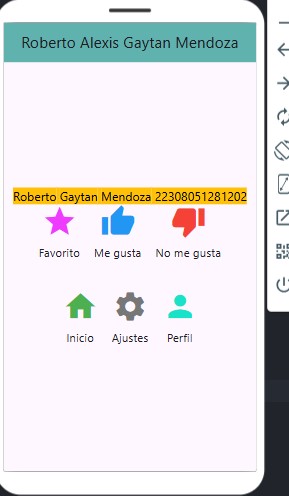 Roberto Alexis Gaytan Mendoza
Roberto Gaytan Mendoza 22308051281202
Favorito Me gusta No me gusta
Inicio Ajustes Perfil